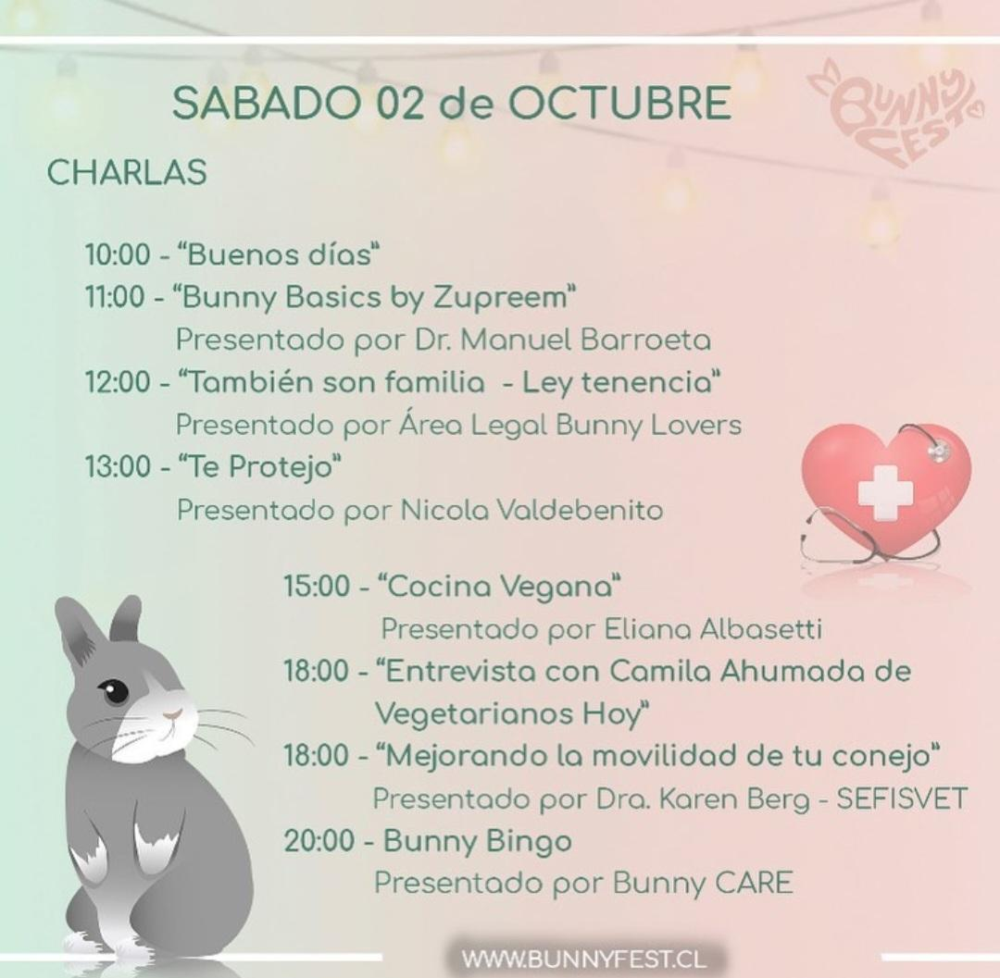 SABADO 02 de OCTUBRE
BUNNY
FEST
CHARLAS
10:00 - “Buenos días”
11:00 - “Bunny Basics by Zupreem”
Presentado por Dr. Manuel Barroeta
12:00 - “También son familia - Ley tenencia”
Presentado por Área Legal Bunny Lovers
13:00 - “Te Protejo”
Presentado por Nicola Valdebenito
15:00 - “Cocina Vegana”
Presentado por Eliana Albasetti
18:00 - “Entrevista con Camila Ahumada de
Vegetarianos Hoy”
18:00 - “Mejorando la movilidad de tu conejo”
Presentado por Dra. Karen Berg - SEFISVET
20:00 - Bunny Bingo
Presentado por Bunny CARE
WWW.BUNNYFEST.CL